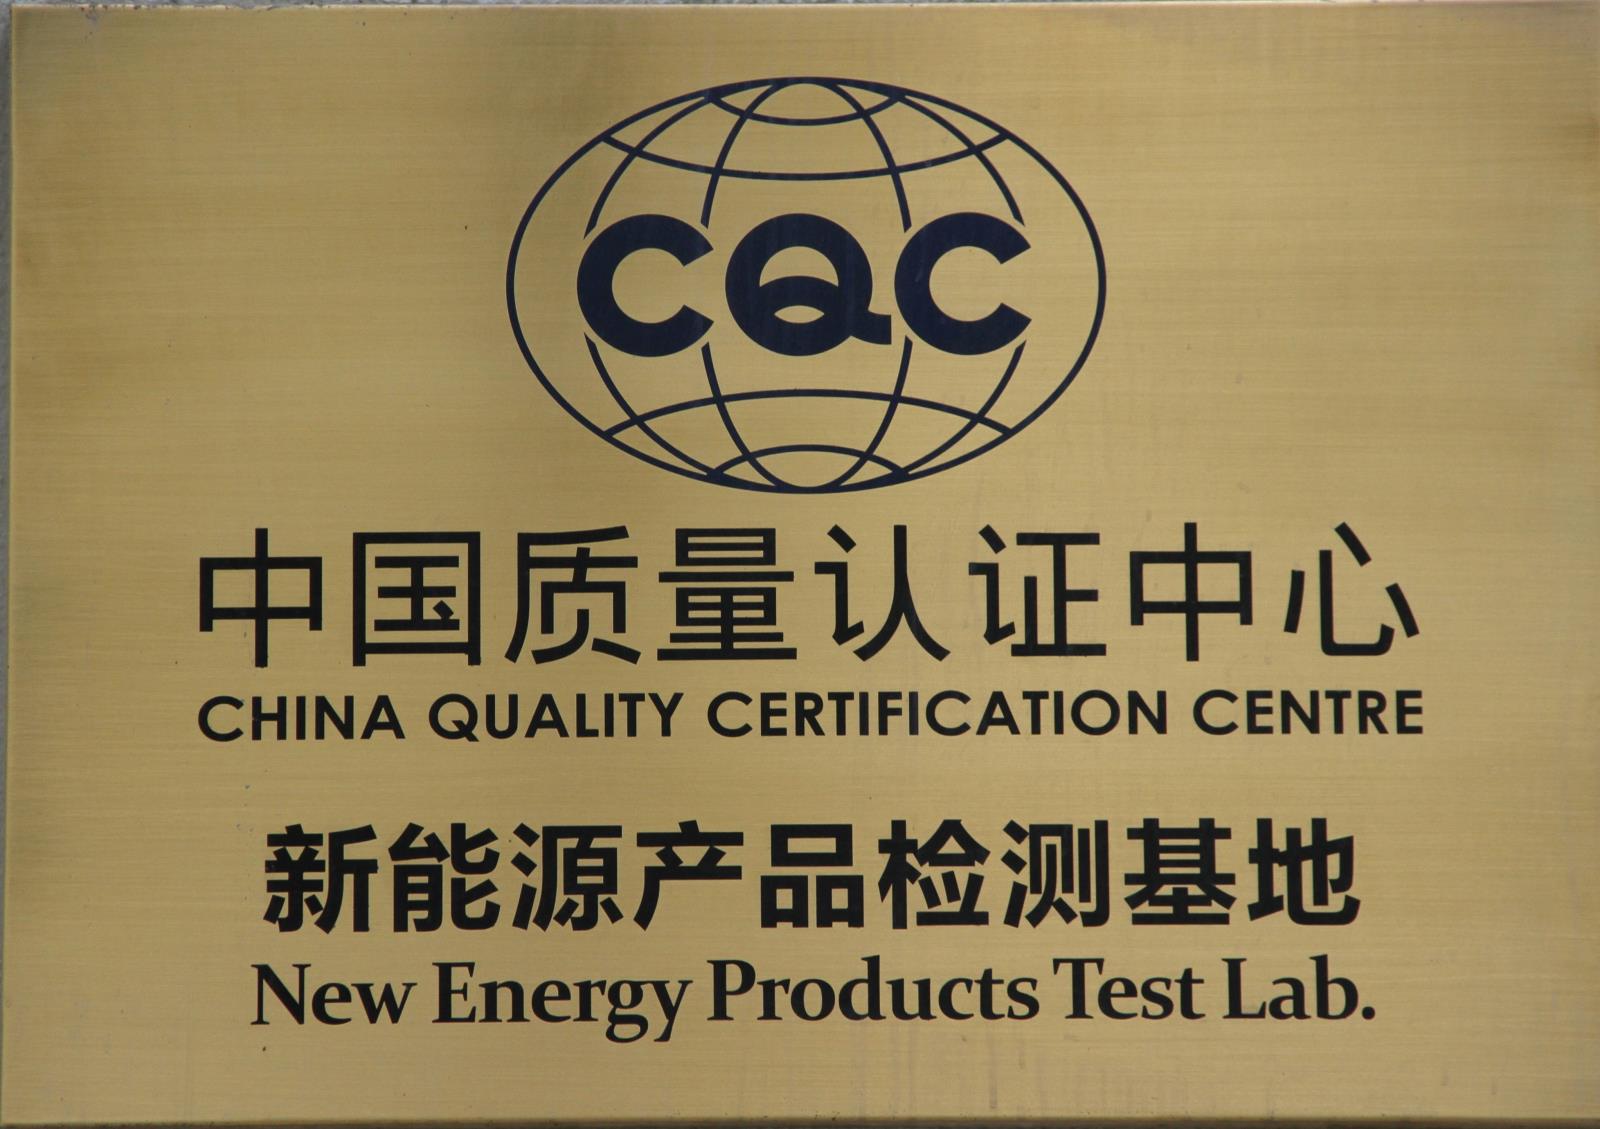 CQC
中国质量认证中心
CHINA QUALITY CERTIFICATION CENTRE
新能源产品检测基地
New Energy Products Test Lab.